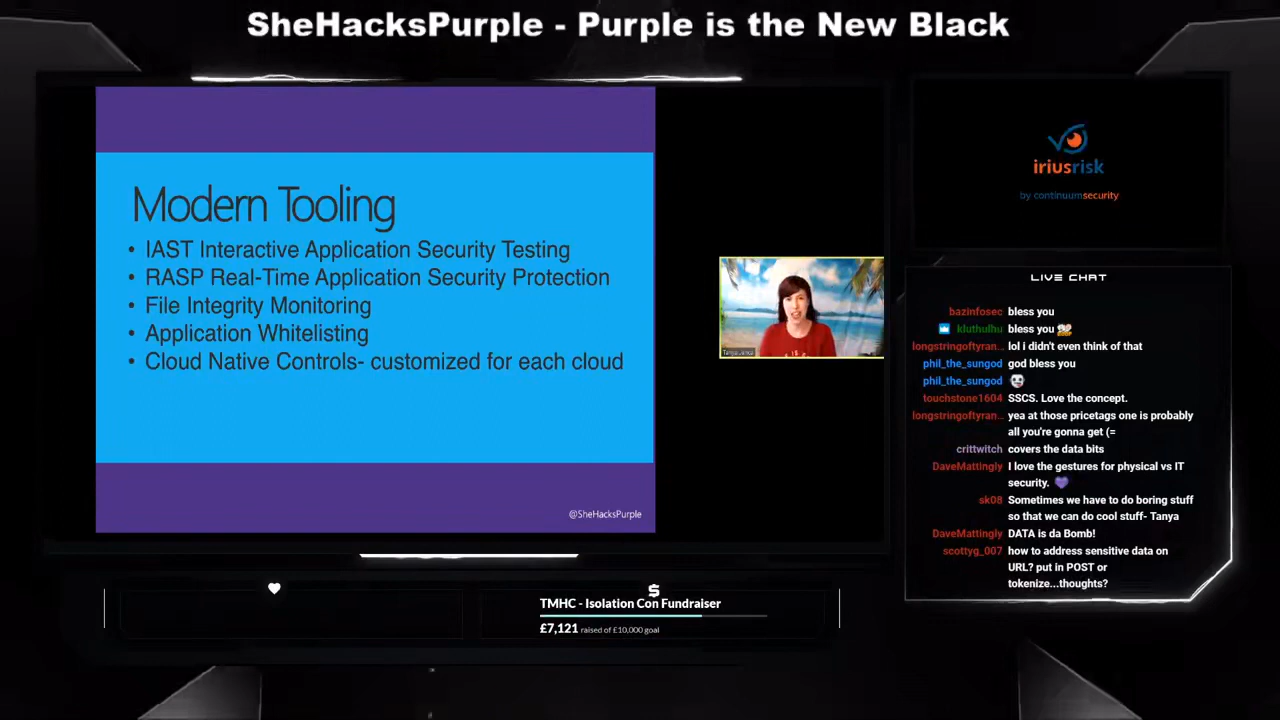 SheHacksPurple - Purple is the New Black
Modern Tooling
• IAST Interactive Application Security Testing
• RASP Real-Time Application Security Protection
• File Integrity Monitoring
• Application Whitelisting
• Cloud Native Controls- customized for each cloud
@SheHacksPurple
Tanya Janca
iriusrisk
by continuumsecurity
LIVE CHAT
bazinfosec bless you
kluthulhu bless you
longstringoftyran... lol i didn't even think of that
phil_the_sungod god bless you
phil_the_sungod
touchstone1604 SSCS. Love the concept.
longstringoftyran... yea at those pricetags one is probably
all you're gonna get (=
crittwitch covers the data bits
DaveMattingly I love the gestures for physical vs IT
security.
sk08 Sometimes we have to do boring stuff
so that we can do cool stuff- Tanya
DaveMattingly DATA is da Bomb!
scottyg_007 how to address sensitive data on
URL? put in POST or
tokenize...thoughts?
$
TMHC - Isolation Con Fundraiser
£7,121 raised of £10,000 goal